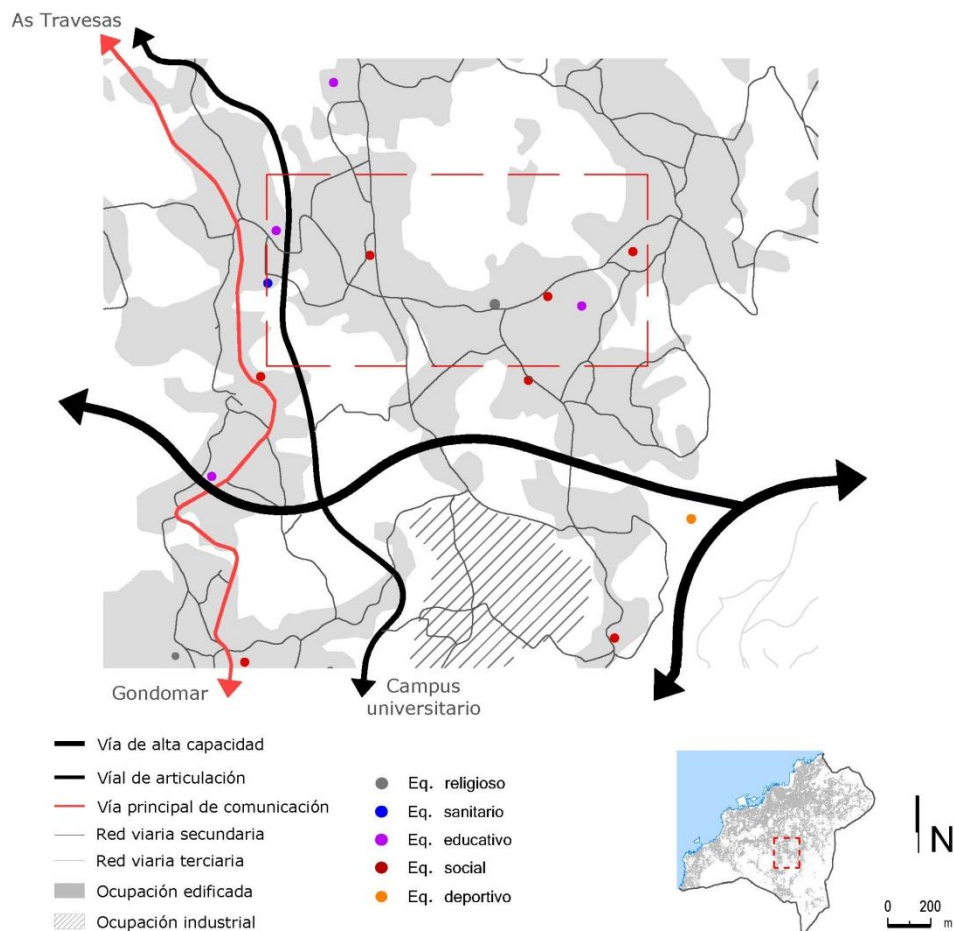 As Travesas
Gondomar
Campus
universitario
Vía de alta capacidad
Víal de articulación
Vía principal de comunicación
Red viaria secundaria
Red viaria terciaria
Ocupación edificada
Ocupación industrial
Eq. religioso
Eq. sanitario
Eq. educativo
Eq. social
Eq. deportivo
N
0 200
m